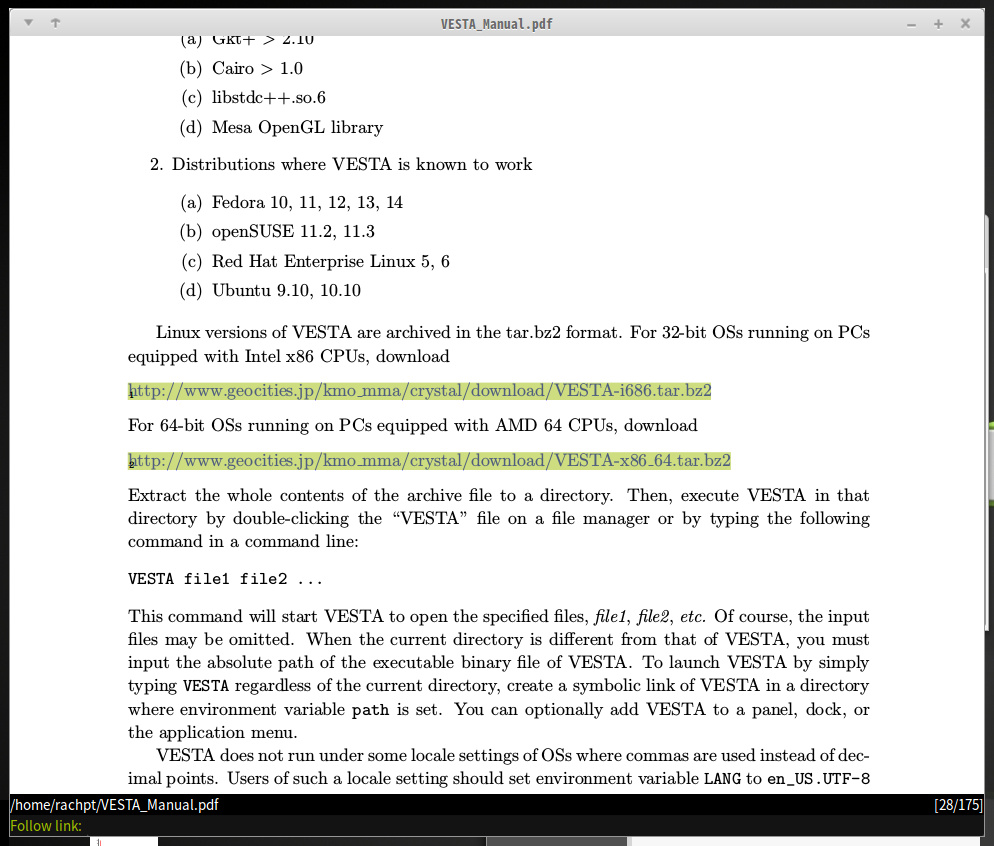 VESTA_Manual.pdf
(a) Gkt+ > 2.10
(b) Cairo > 1.0
(c) libstdc++.so.6
(d) Mesa OpenGL library
2. Distributions where VESTA is known to work
(a) Fedora 10, 11, 12, 13, 14
(b) openSUSE 11.2, 11.3
(c) Red Hat Enterprise Linux 5, 6
(d) Ubuntu 9.10, 10.10
Linux versions of VESTA are archived in the tar.bz2 format. For 32-bit OSs running on PCs
equipped with Intel x86 CPUs, download
http://www.geocities.jp/kmo_mma/crystal/download/VESTA-i686.tar.bz2
1
For 64-bit OSs running on PCs equipped with AMD 64 CPUs, download
http://www.geocities.jp/kmo_mma/crystal/download/VESTA-x86_64.tar.bz2
2
Extract the whole contents of the archive file to a directory. Then, execute VESTA in that
directory by double-clicking the “VESTA” file on a file manager or by typing the following
command in a command line:
VESTA file1 file2 ...
This command will start VESTA to open the specified files, file1, file2, etc. Of course, the input
files may be omitted. When the current directory is different from that of VESTA, you must
input the absolute path of the executable binary file of VESTA. To launch VESTA by simply
typing VESTA regardless of the current directory, create a symbolic link of VESTA in a directory
where environment variable path is set. You can optionally add VESTA to a panel, dock, or
the application menu.
VESTA does not run under some locale settings of OSs where commas are used instead of dec-
imal points. Users of such a locale setting should set environment variable LANG to en_US.UTF-8
/home/rachpt/VESTA_Manual.pdf [28/175]
Follow link: